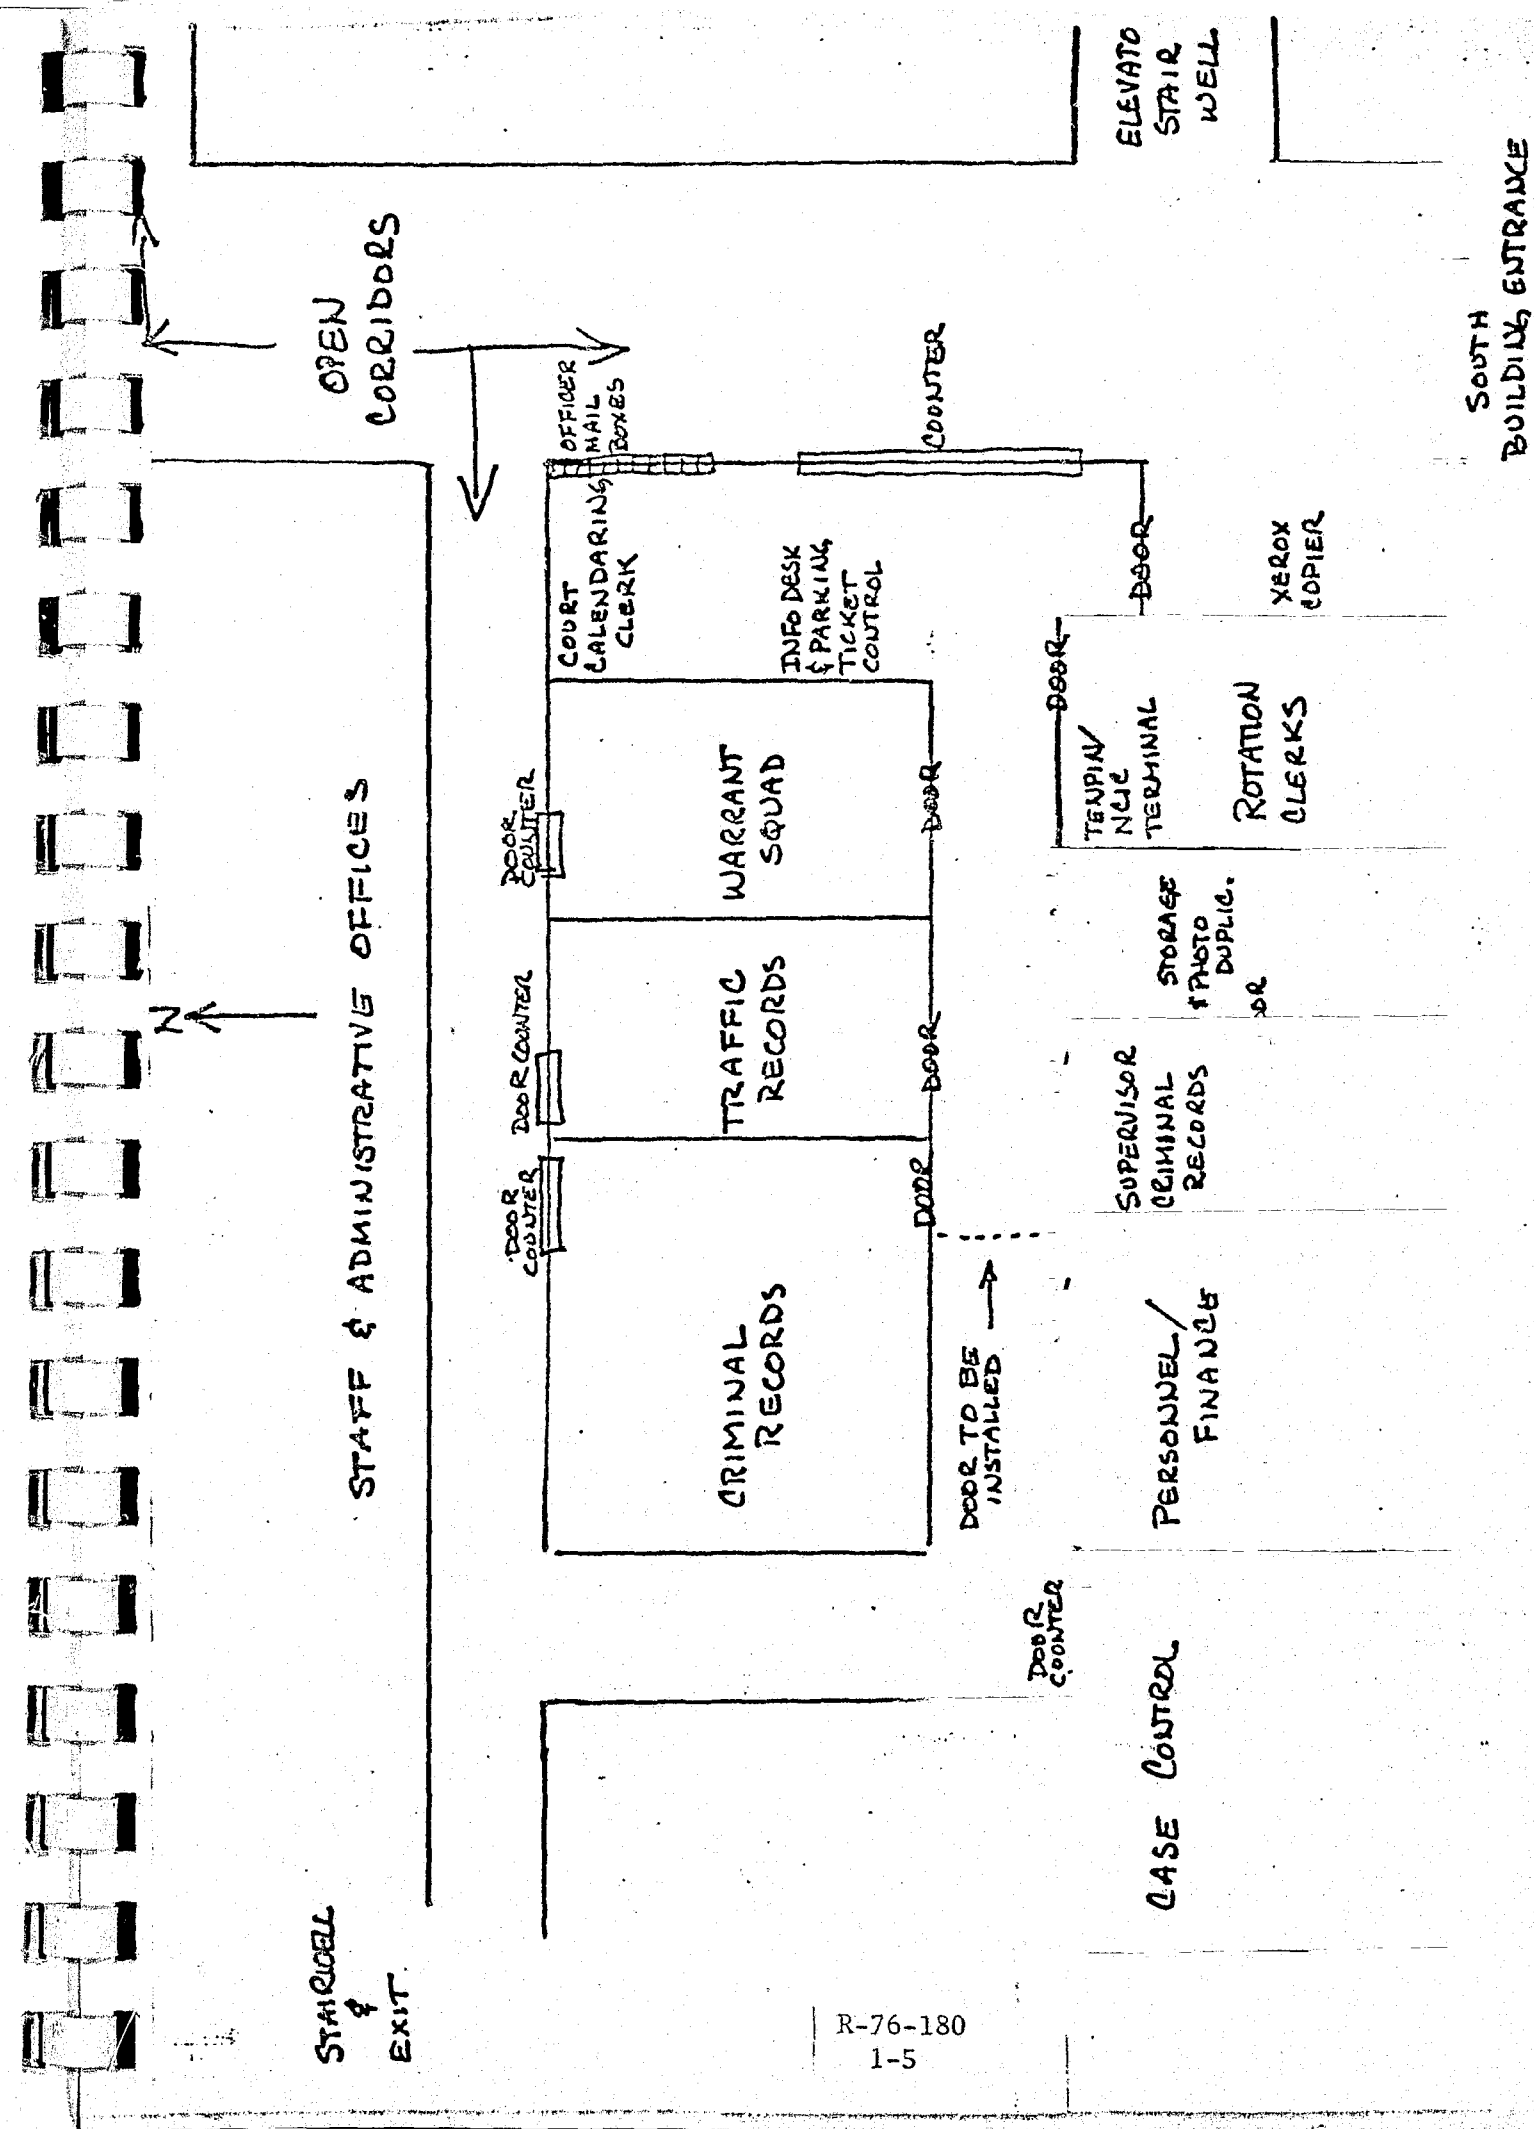 ELEVATO
STAIR
WELL
SOUTH
BUILDING ENTRANCE
OPEN
CORRIDORS
OFFICER
MAIL
BOXES
COUNTER
COURT
CALENDARING
CLERK
INFO DESK
& PARKING
TICKET
CONTROL
DOOR
XEROX
COPIER
N
STAFF & ADMINISTRATIVE OFFICES
DOOR
COUNTER
WARRANT
SQUAD
DOOR
DOOR
TENPIN/
NCIC
TERMINAL
ROTATION
CLERKS
DOOR COUNTER
TRAFFIC
RECORDS
DOOR
STORAGE
& PHOTO
DUPLIC.
OR
DOOR
COUNTER
CRIMINAL
RECORDS
DOOR
SUPERVISOR
CRIMINAL
RECORDS
DOOR TO BE
INSTALLED
PERSONNEL/
FINANCE
DOOR
COUNTER
CASE CONTROL
STAIRWELL
&
EXIT
R-76-180
1-5